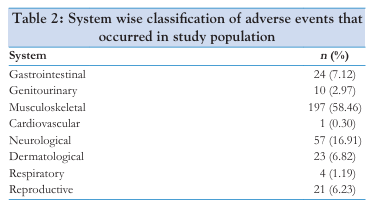 Table 2: System wise classification of adverse events that
occurred in study population
System n (%)
Gastrointestinal 24 (7.12)
Genitourinary 10 (2.97)
Musculoskeletal 197 (58.46)
Cardiovascular 1 (0.30)
Neurological 57 (16.91)
Dermatological 23 (6.82)
Respiratory 4 (1.19)
Reproductive 21 (6.23)